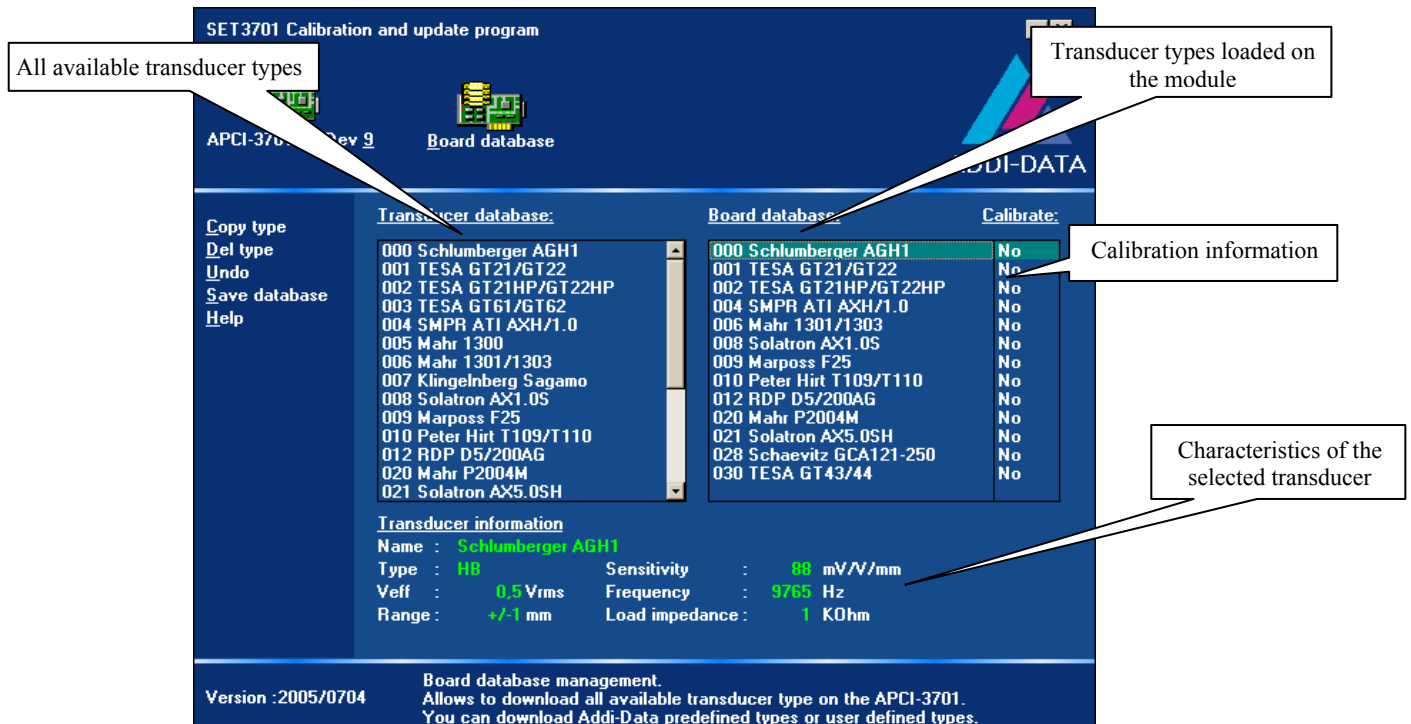 SET3701 Calibration and update program
All available transducer types
Transducer types loaded on
the module
9
Board database
DDI-DATA
Copy type
Del type
Undo
Save database
Help
Transducer database:
000 Schlumberger AGH1
001 TESA GT21/GT22
002 TESA GT21HP/GT22HP
003 TESA GT61/GT62
004 SMPR ATI AXH/1.0
005 Mahr 1300
006 Mahr 1301/1303
007 Klingelnberg Sagamo
008 Solatron AX1.0S
009 Marposs F25
010 Peter Hirt T109/T110
012 RDP D5/200AG
020 Mahr P2004M
021 Solatron AX5.0SH
Board database: Calibrate:
000 Schlumberger AGH1 No
001 TESA GT21/GT22 No
002 TESA GT21HP/GT22HP No
004 SMPR ATI AXH/1.0 No
006 Mahr 1301/1303 No
008 Solatron AX1.0S No
009 Marposs F25 No
010 Peter Hirt T109/T110 No
012 RDP D5/200AG No
020 Mahr P2004M No
021 Solatron AX5.0SH No
028 Schaevitz GCA121-250 No
030 TESA GT43/44 No
Calibration information
Characteristics of the
selected transducer
Transducer information
Name : Schlumberger AGH1
Type : HB Sensitivity : 88 mV/V/mm
Veff : 0,5 Vrms Frequency : 9765 Hz
Range : +/-1 mm Load impedance : 1 KOhm
Version :2005/0704
Board database management.
Allows to download all available transducer type on the APCI-3701.
You can download Addi-Data predefined types or user defined types.